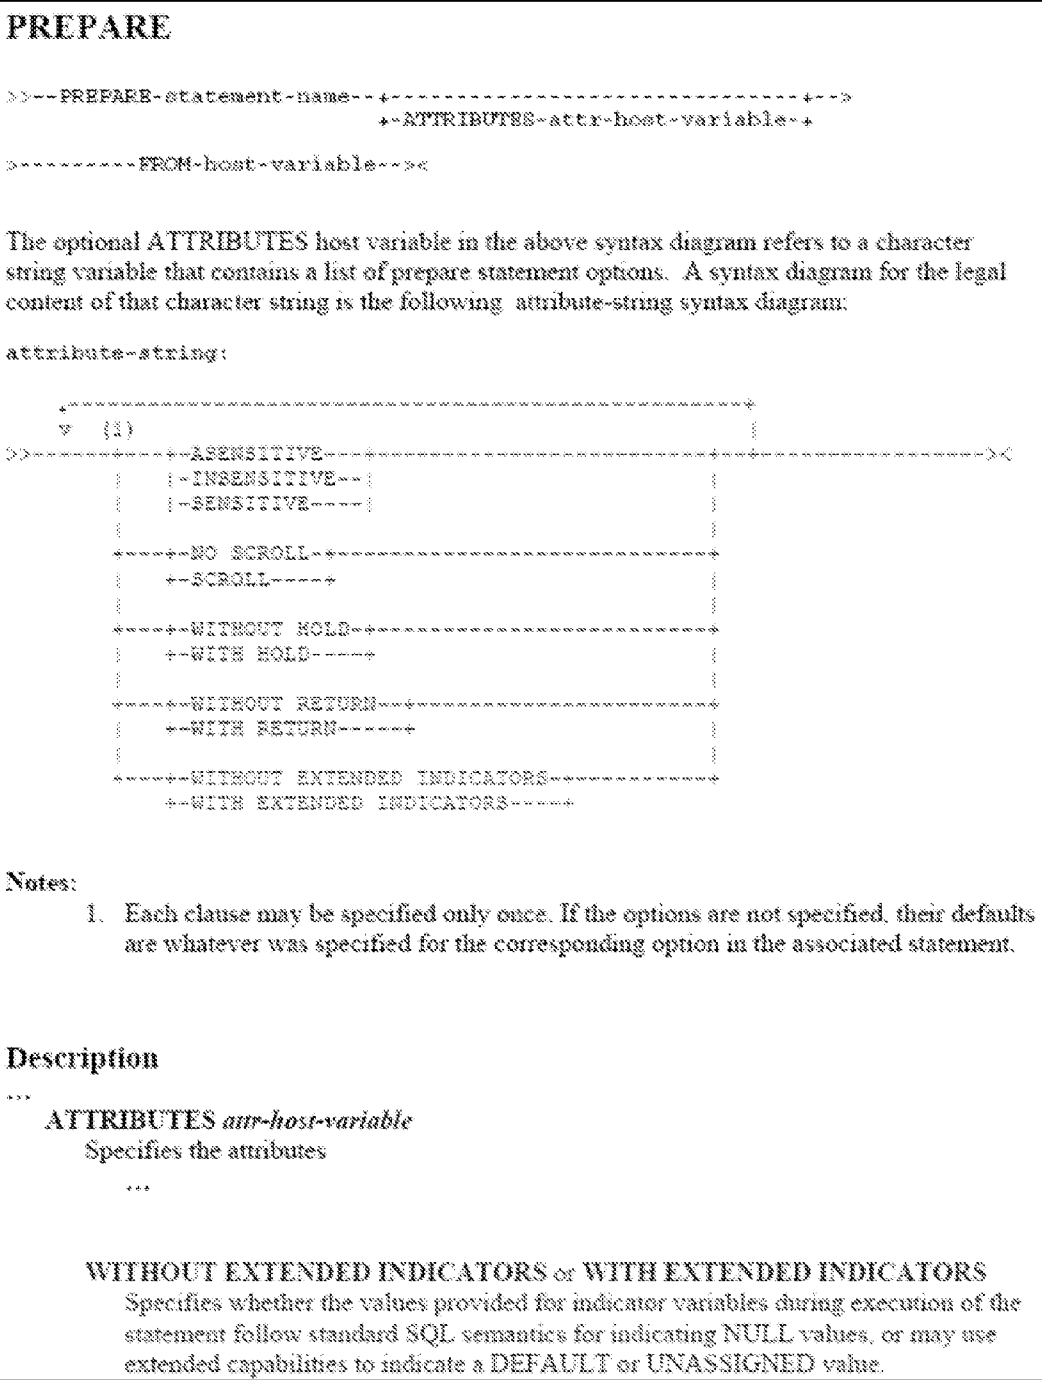 PREPARE
>>--PREPARE-statement-name--+-------------------------------+-->
+-ATTRIBUTES-attr-host-variable-+
>---------FROM-host-variable--><
The optional ATTRIBUTES host variable in the above syntax diagram refers to a character
string variable that contains a list of prepare statement options. A syntax diagram for the legal
content of that character string is the following attribute-string syntax diagram:
attribute-string:
+---------------------------------------------------+
v (1) |
>>------+---+-ASENSITIVE---+--------------------------+--+-----------------><
| |-INSENSITIVE--| |
| |-SENSITIVE----| |
| |
+----+-NO SCROLL-+-----------------------------+
| +-SCROLL----+ |
| |
+----+-WITHOUT HOLD-+--------------------------+
| +-WITH HOLD----+ |
| |
+----+-WITHOUT RETURN--+-----------------------+
| +-WITH RETURN-----+ |
| |
+----+-WITHOUT EXTENDED INDICATORS-+-----------+
+-WITH EXTENDED INDICATORS----+
Notes:
1. Each clause may be specified only once. If the options are not specified, their defaults
are whatever was specified for the corresponding option in the associated statement.
Description
...
ATTRIBUTES attr-host-variable
Specifies the attributes
...
WITHOUT EXTENDED INDICATORS or WITH EXTENDED INDICATORS
Specifies whether the values provided for indicator variables during execution of the
statement follow standard SQL semantics for indicating NULL values, or may use
extended capabilities to indicate a DEFAULT or UNASSIGNED value.